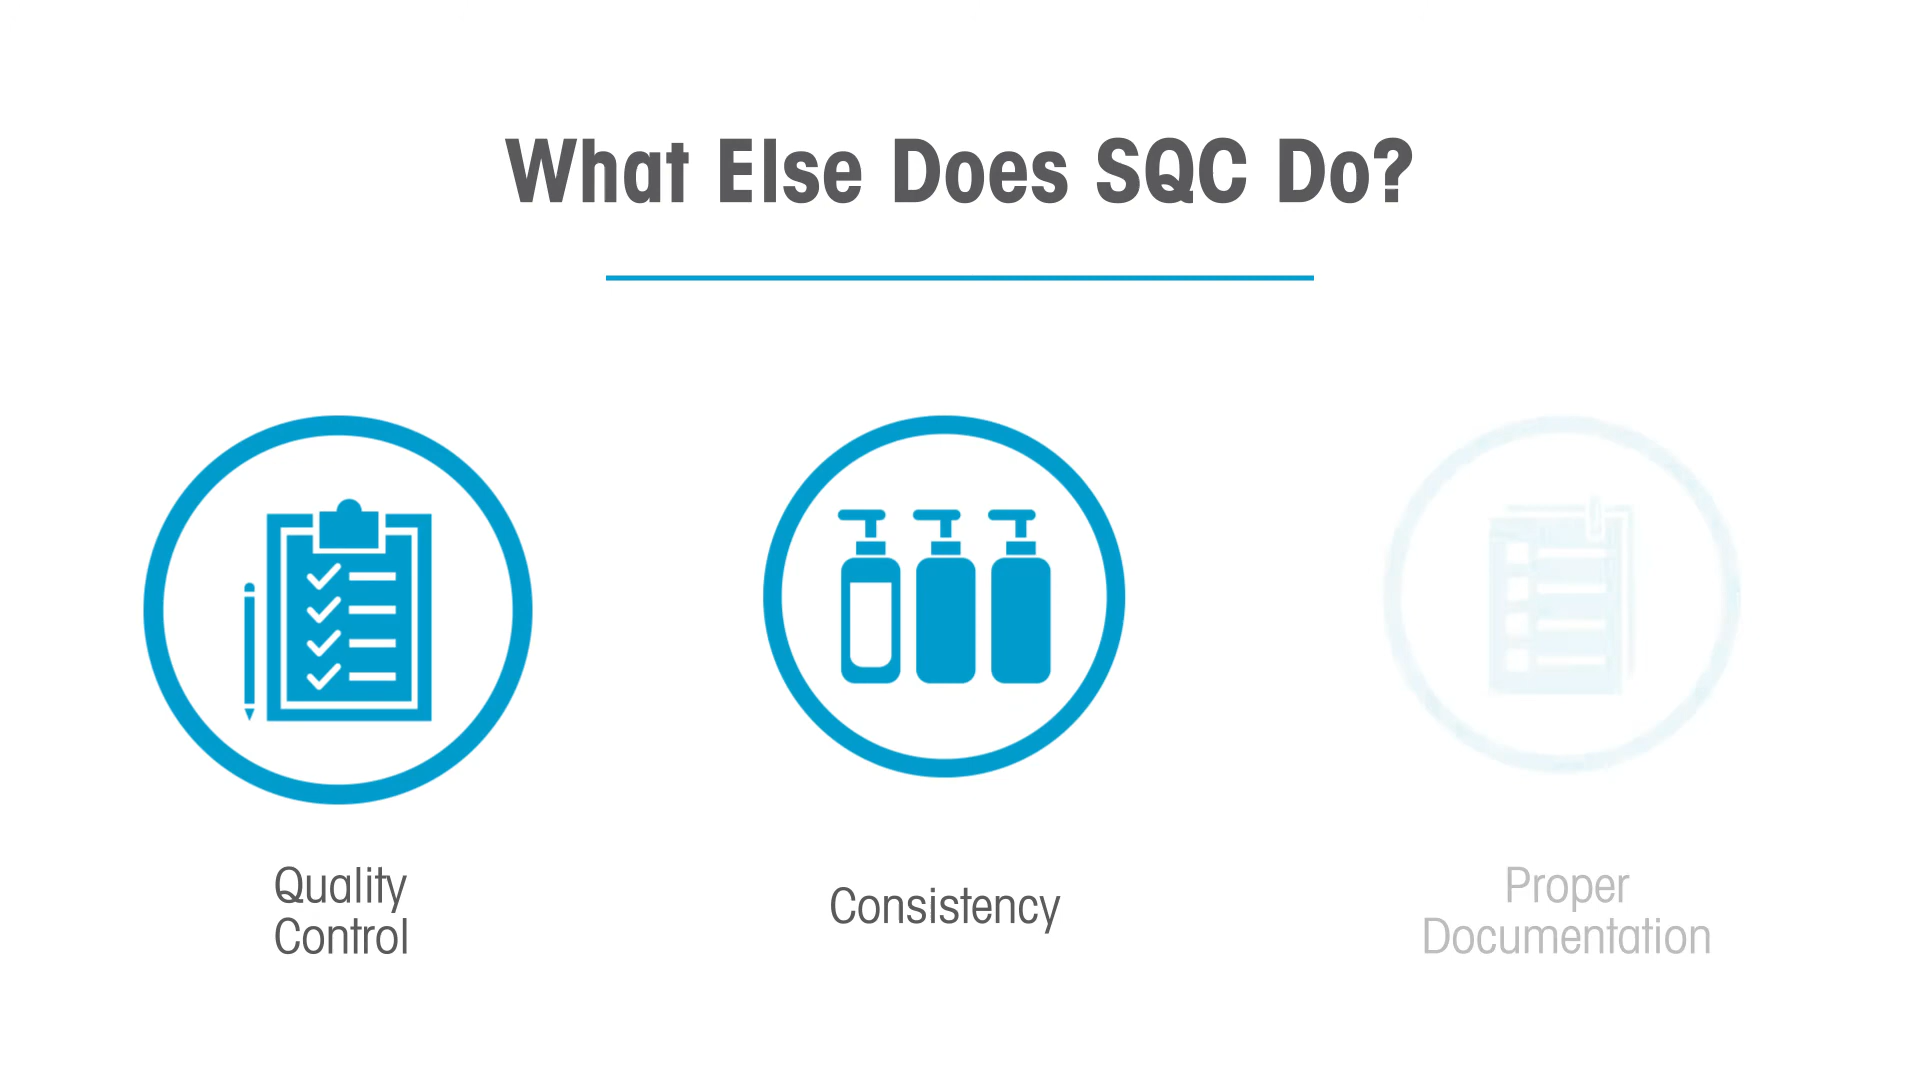 What Else Does SQC Do?
Quality
Control
Consistency
Proper
Documentation